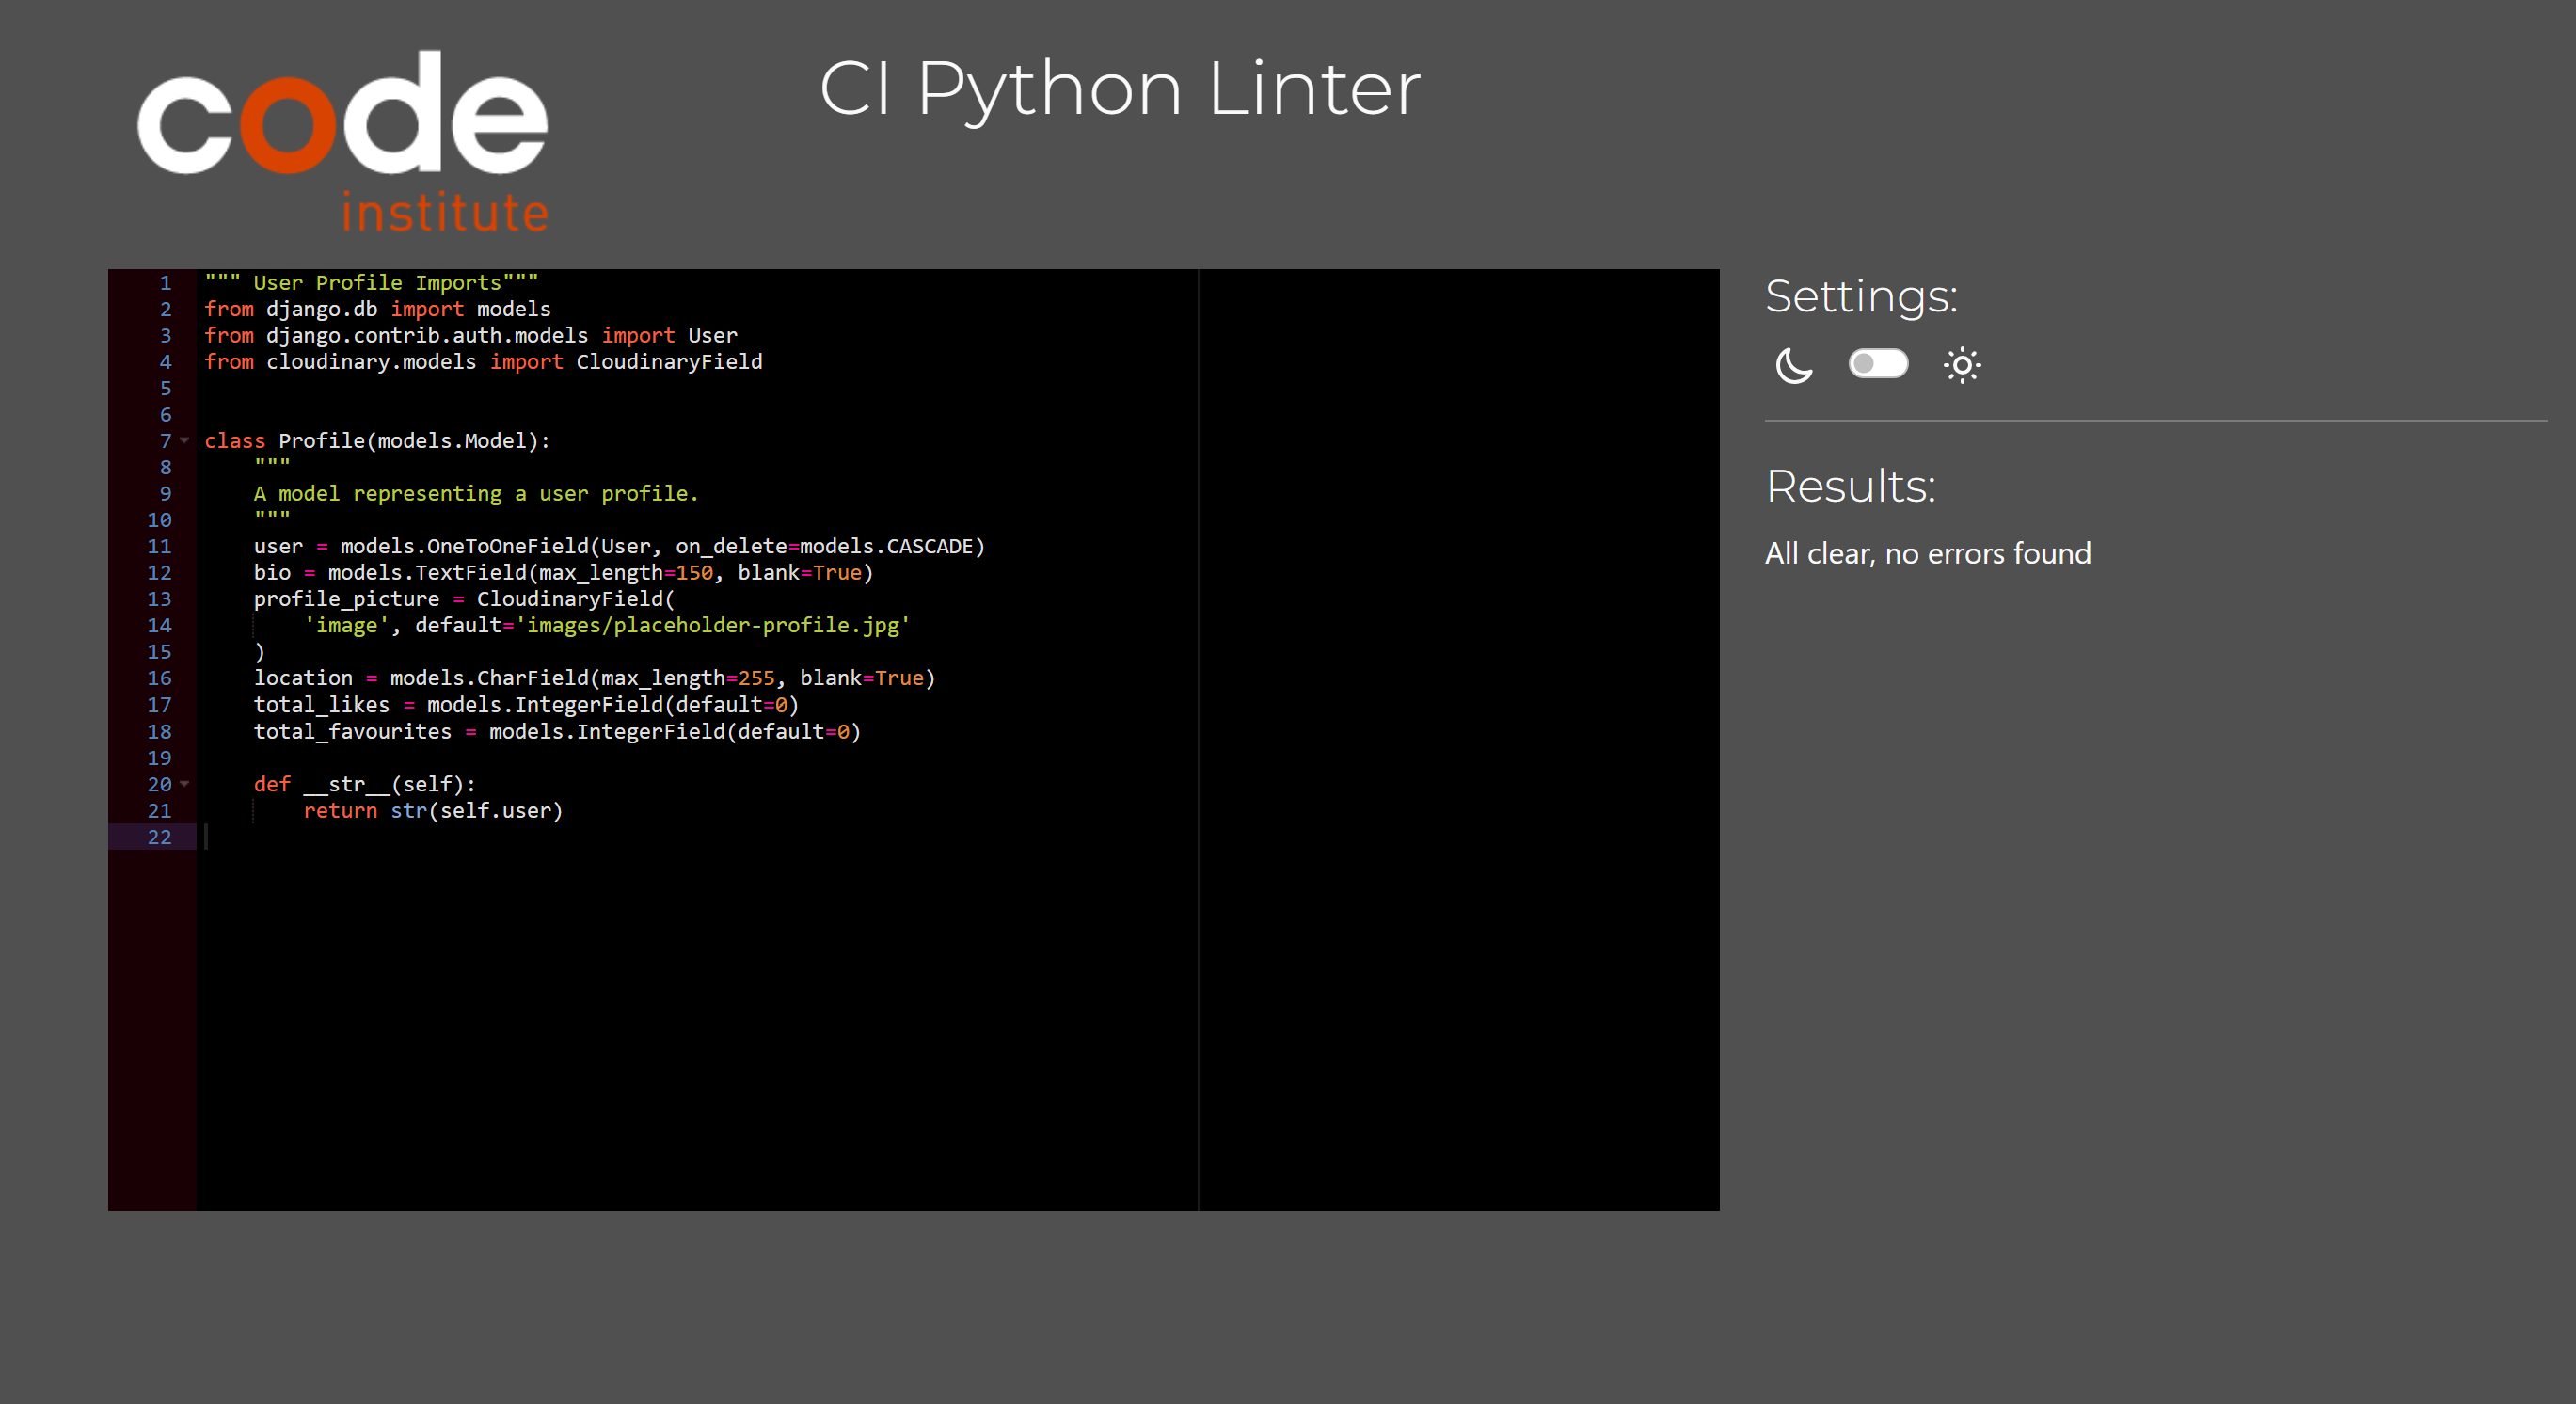 code
institute
CI Python Linter
1 """ User Profile Imports"""
2 from django.db import models
3 from django.contrib.auth.models import User
4 from cloudinary.models import CloudinaryField
5
6
7 class Profile(models.Model):
8     """
9     A model representing a user profile.
10     """
11     user = models.OneToOneField(User, on_delete=models.CASCADE)
12     bio = models.TextField(max_length=150, blank=True)
13     profile_picture = CloudinaryField(
14         'image', default='images/placeholder-profile.jpg'
15     )
16     location = models.CharField(max_length=255, blank=True)
17     total_likes = models.IntegerField(default=0)
18     total_favourites = models.IntegerField(default=0)
19
20     def __str__(self):
21         return str(self.user)
22
Settings:
Results:
All clear, no errors found